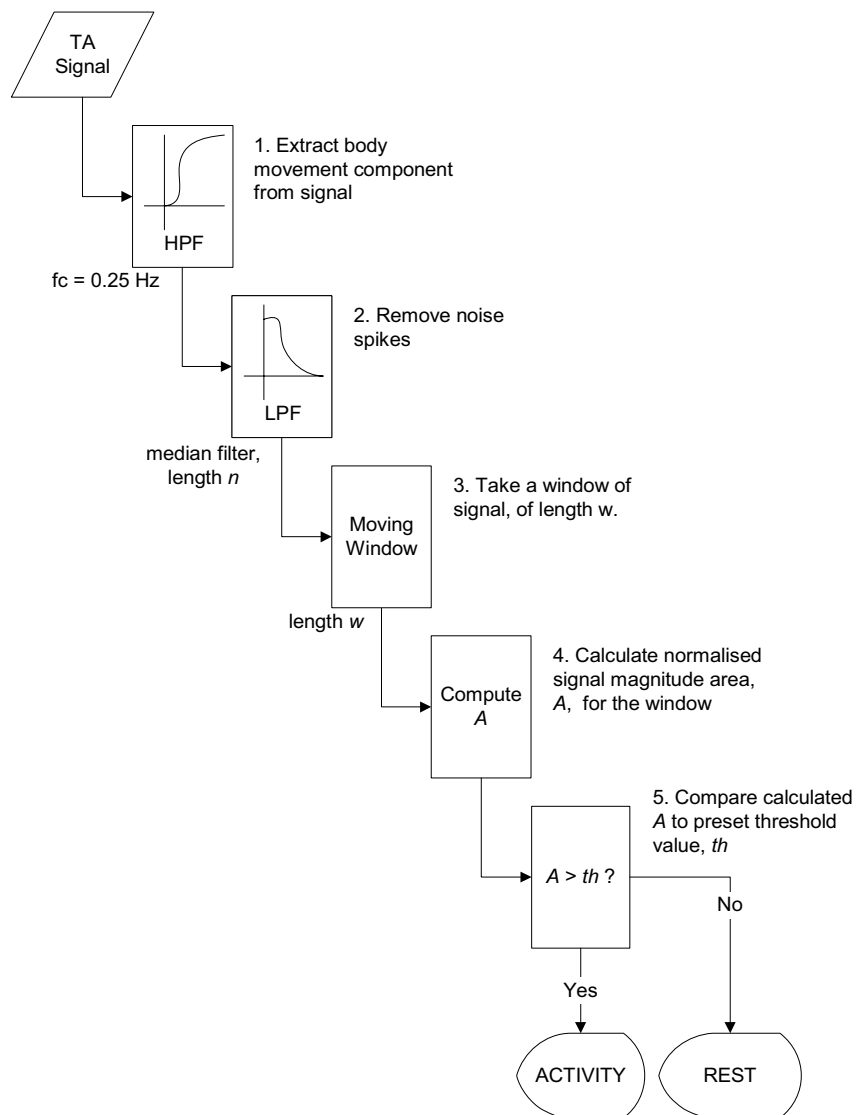 TA
Signal
1. Extract body
movement component
from signal
HPF
fc = 0.25 Hz
2. Remove noise
spikes
LPF
median filter,
length n
3. Take a window of
signal, of length w.
Moving
Window
length w
4. Calculate normalised
signal magnitude area,
A, for the window
Compute
A
5. Compare calculated
A to preset threshold
value, th
A > th ?
No
Yes
ACTIVITY
REST